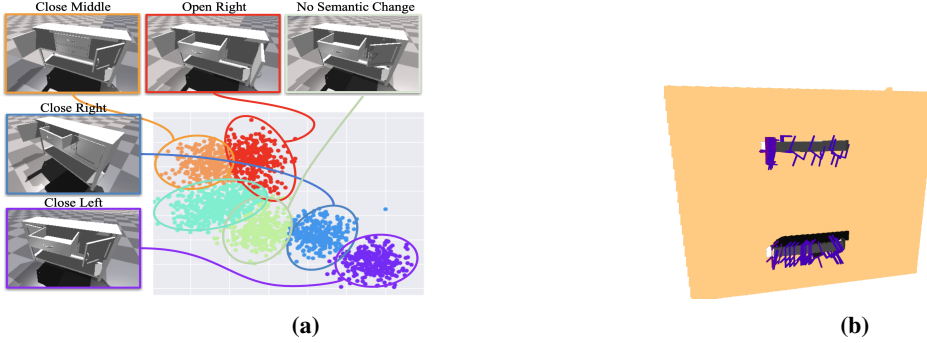 Close Middle
Open Right
No Semantic Change
Close Right
Close Left
(a)
(b)